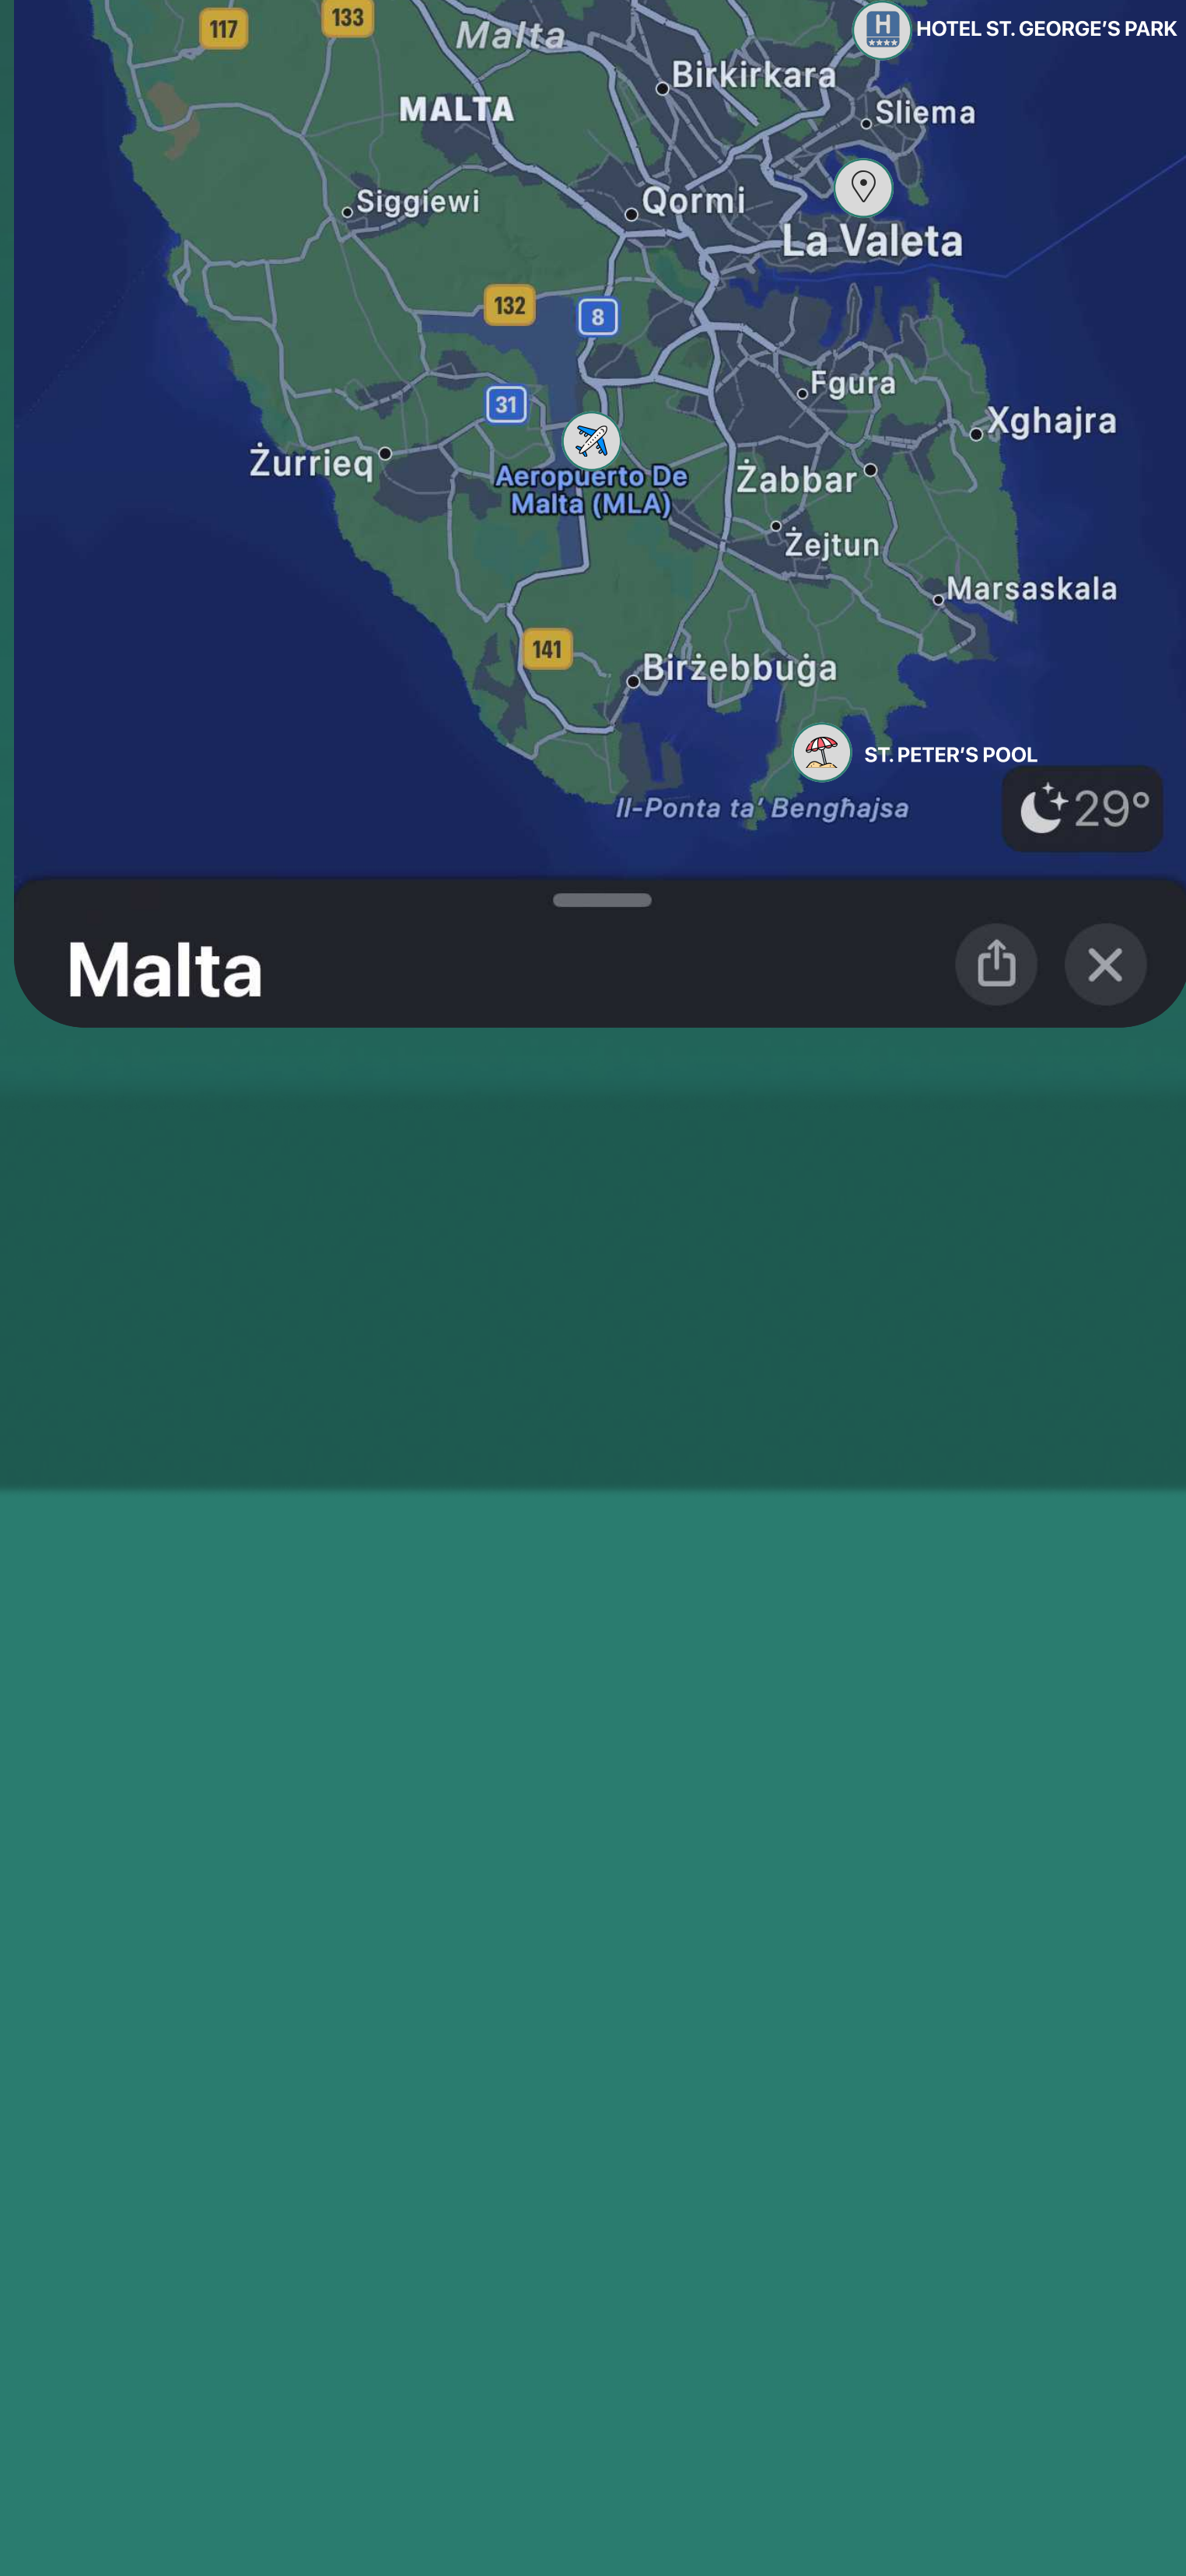 133
117
Malta
H
HOTEL ST. GEORGE'S PARK
Birkirkara
MALTA
Sliema
Siggiewi
Qormi
La Valeta
132
8
Fgura
31
Xghajra
Żurrieq
Aeropuerto De
Malta (MLA)
Żabbar
Żejtun
Marsaskala
141
Birżebbuġa
ST. PETER'S POOL
Il-Ponta ta' Bengħajsa
29°
Malta